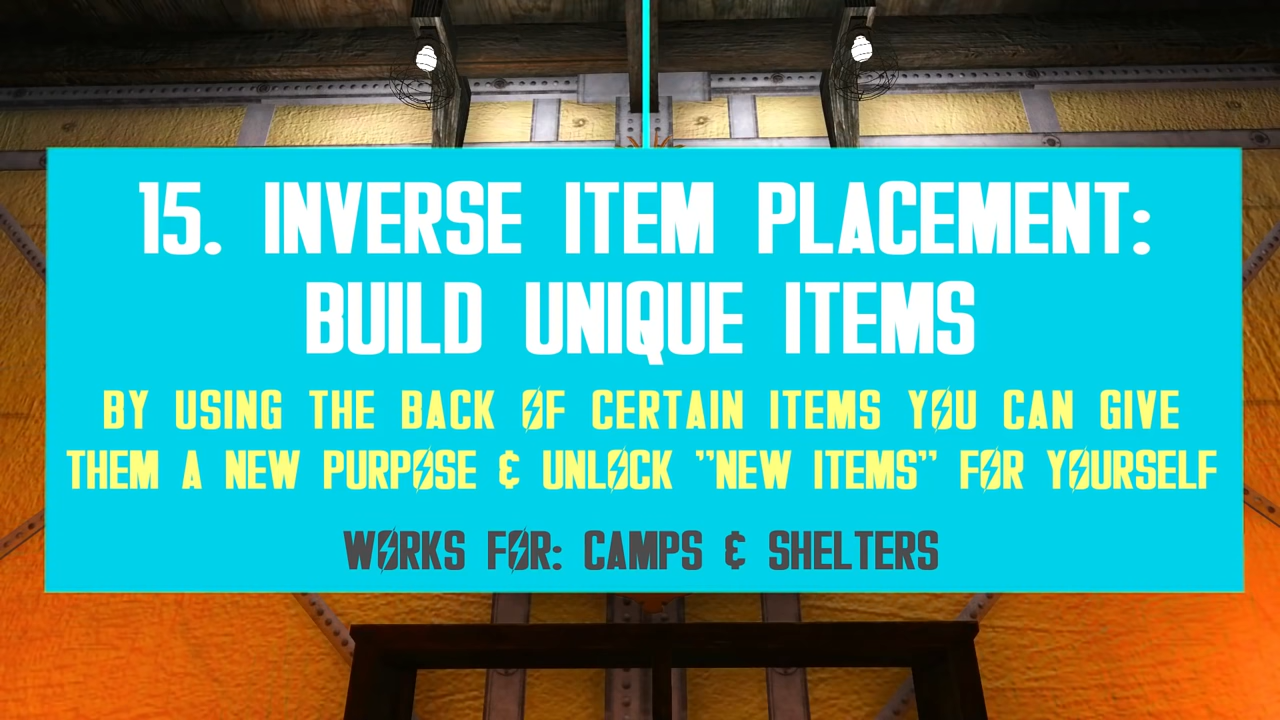 15. INVERSE ITEM PLACEMENT:
BUILD UNIQUE ITEMS
BY USING THE BACK OF CERTAIN ITEMS YOU CAN GIVE
THEM A NEW PURPOSE & UNLOCK "NEW ITEMS" FOR YOURSELF
WORKS FOR: CAMPS & SHELTERS